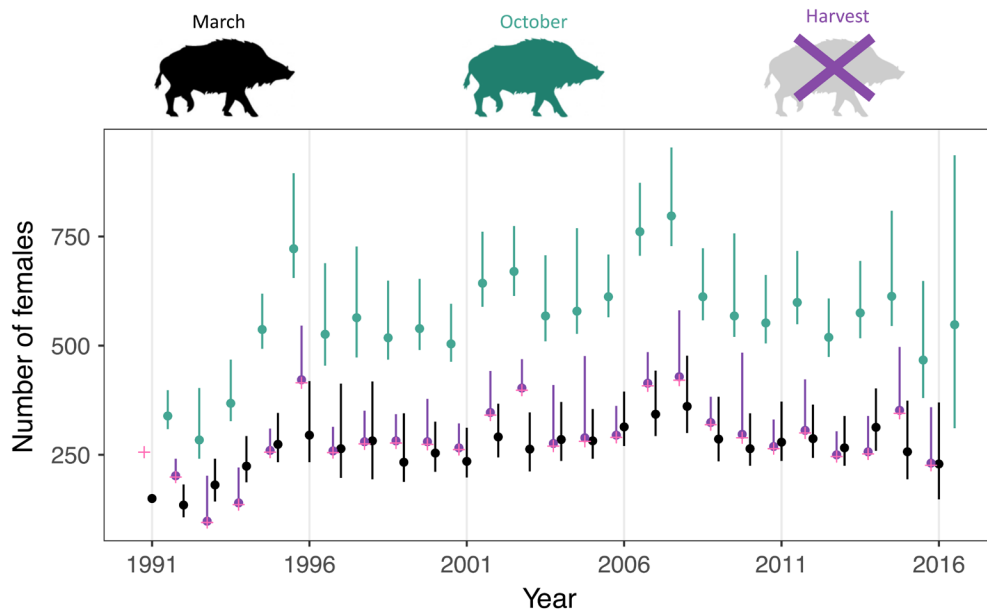 March
October
Harvest
Number of females
750
500
250
1991
1996
2001
2006
2011
2016
Year